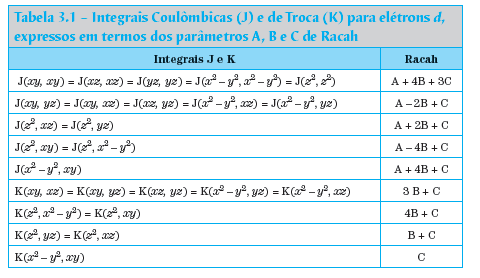 Tabela 3.1 – Integrais Coulômbicas (J) e de Troca (K) para elétrons d,
expressos em termos dos parâmetros A, B e C de Racah
Integrais J e K Racah
J(xy, xy) = J(xz, xz) = J(yz, yz) = J(x² – y², x² – y²) = J(z², z²) A + 4B + 3C
J(xy, yz) = J(xy, xz) = J(xz, yz) = J(x² – y², xz) = J(x² – y², yz) A – 2B + C
J(z², xz) = J(z², yz) A + 2B + C
J(z², xy) = J(z², x² – y²) A – 4B + C
J(x² – y², xy) A + 4B + C
K(xy, xz) = K(xy, yz) = K(xz, yz) = K(x² – y², yz) = K(x² – y², xz) 3 B + C
K(z², x² – y²) = K(z², xy) 4B + C
K(z², yz) = K(z², xz) B + C
K(x² – y², xy) C